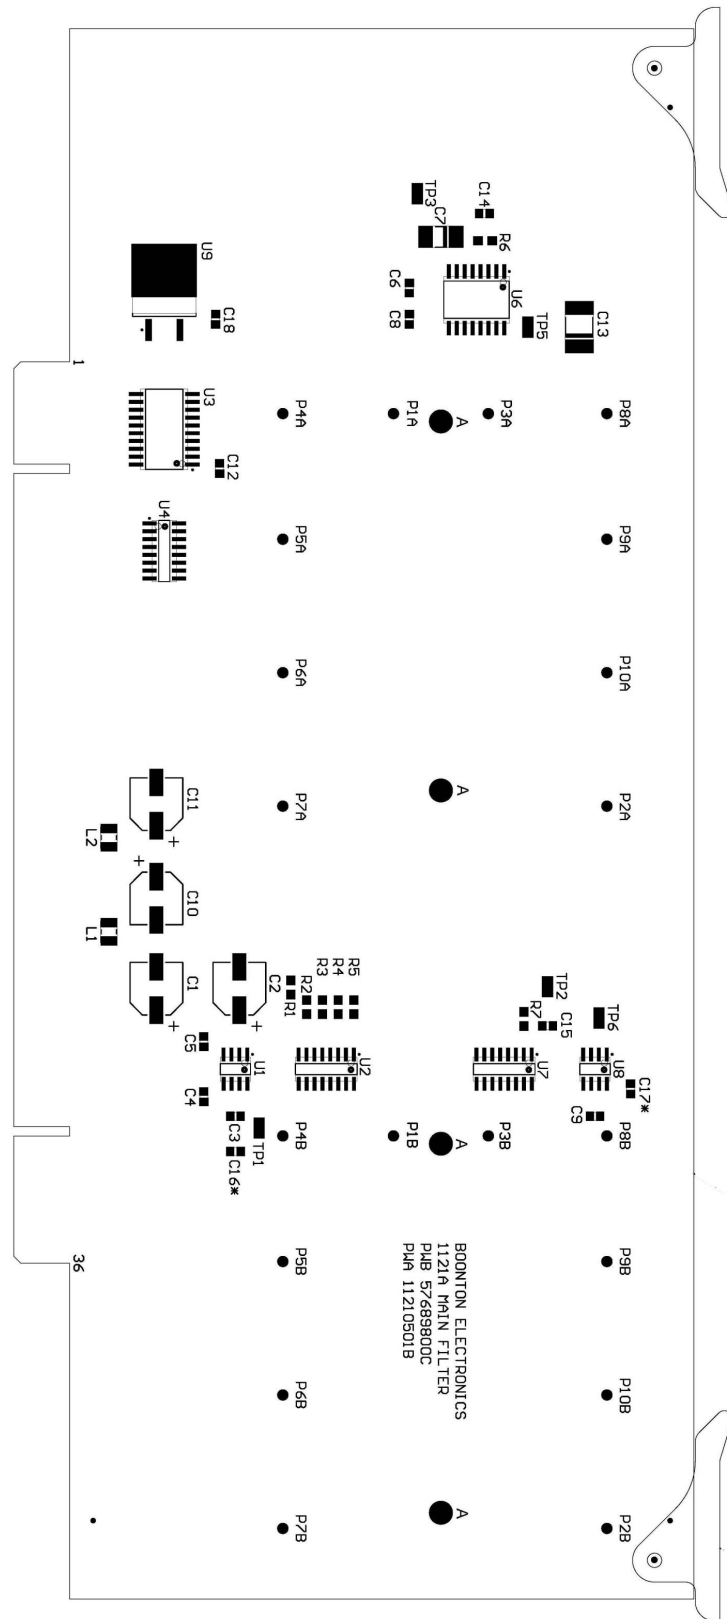 TP3
C14
C7
R6
U9
C18
C6
C8
U6
TP5
C13
1
U3
C12
P4A
P1A
A
P3A
P8A
U4
P5A
P9A
P6A
P10A
C11
L2
P7A
A
P2A
C10
L1
C1
C2
R1
R2
R3
R4
R5
R7
TP2
C15
TP6
C5
C4
U1
U2
U7
U8
C17*
C9
C3
C16*
TP1
P4B
P1B
A
P3B
P8B
36
P5B
P9B
BOONTON ELECTRONICS
1121A MAIN FILTER
PWB 57689800C
PWA 11210501B
P6B
P10B
P7B
A
P2B